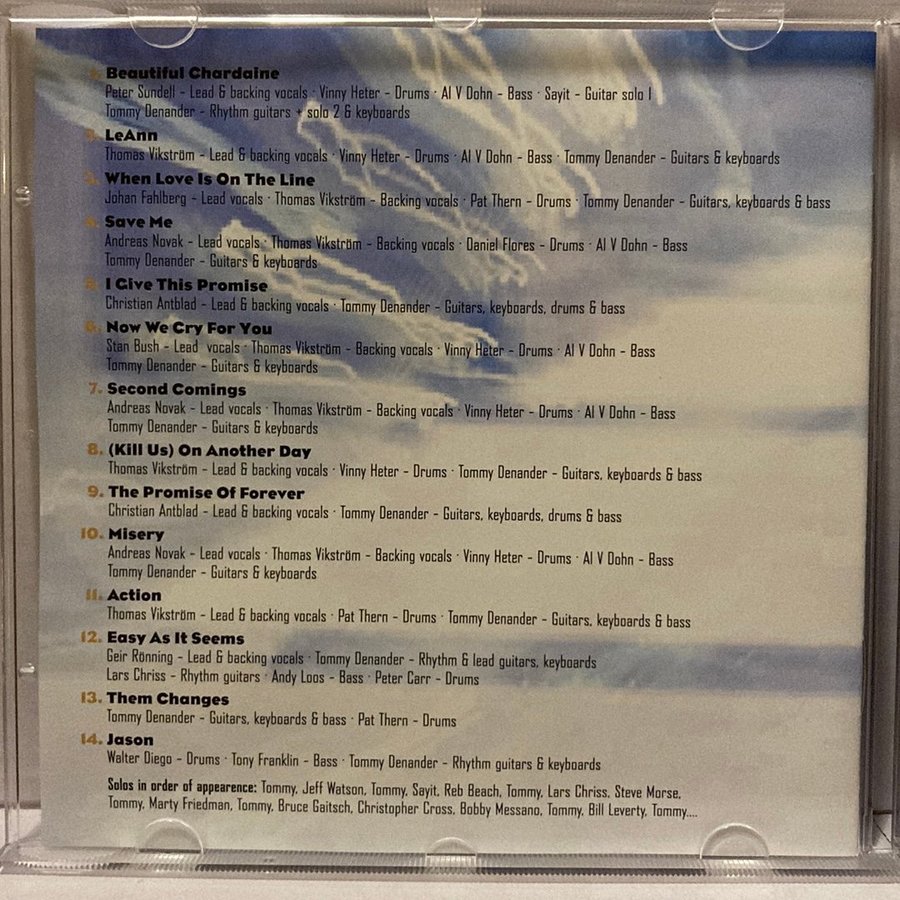 1. Beautiful Chardaine
Peter Sundell - Lead & backing vocals · Vinny Heter - Drums · Al V Dohn - Bass · Sayit - Guitar solo 1
Tommy Denander - Rhythm guitars + solo 2 & keyboards
2. LeAnn
Thomas Vikström - Lead & backing vocals · Vinny Heter - Drums · Al V Dohn - Bass · Tommy Denander - Guitars & keyboards
3. When Love Is On The Line
Johan Fahlberg - Lead vocals · Thomas Vikström - Backing vocals · Pat Thern - Drums · Tommy Denander - Guitars, keyboards & bass
4. Save Me
Andreas Novak - Lead vocals · Thomas Vikström - Backing vocals · Daniel Flores - Drums · Al V Dohn - Bass
Tommy Denander - Guitars & keyboards
5. I Give This Promise
Christian Antblad - Lead & backing vocals · Tommy Denander - Guitars, keyboards, drums & bass
6. Now We Cry For You
Stan Bush - Lead vocals · Thomas Vikström - Backing vocals · Vinny Heter - Drums · Al V Dohn - Bass
Tommy Denander - Guitars & keyboards
7. Second Comings
Andreas Novak - Lead vocals · Thomas Vikström - Backing vocals · Vinny Heter - Drums · Al V Dohn - Bass
Tommy Denander - Guitars & keyboards
8. (Kill Us) On Another Day
Thomas Vikström - Lead & backing vocals · Vinny Heter - Drums · Tommy Denander - Guitars, keyboards & bass
9. The Promise Of Forever
Christian Antblad - Lead & backing vocals · Tommy Denander - Guitars, keyboards, drums & bass
10. Misery
Andreas Novak - Lead vocals · Thomas Vikström - Backing vocals · Vinny Heter - Drums · Al V Dohn - Bass
Tommy Denander - Guitars & keyboards
11. Action
Thomas Vikström - Lead & backing vocals · Pat Thern - Drums · Tommy Denander - Guitars, keyboards & bass
12. Easy As It Seems
Geir Rönning - Lead & backing vocals · Tommy Denander - Rhythm & lead guitars, keyboards
Lars Chriss - Rhythm guitars · Andy Loos - Bass · Peter Carr - Drums
13. Them Changes
Tommy Denander - Guitars, keyboards & bass · Pat Thern - Drums
14. Jason
Walter Diego - Drums · Tony Franklin - Bass · Tommy Denander - Rhythm guitars & keyboards
Solos in order of appearence: Tommy, Jeff Watson, Tommy, Sayit, Reb Beach, Tommy, Lars Chriss, Steve Morse,
Tommy, Marty Friedman, Tommy, Bruce Gaitsch, Christopher Cross, Bobby Messano, Tommy, Bill Leverty, Tommy....